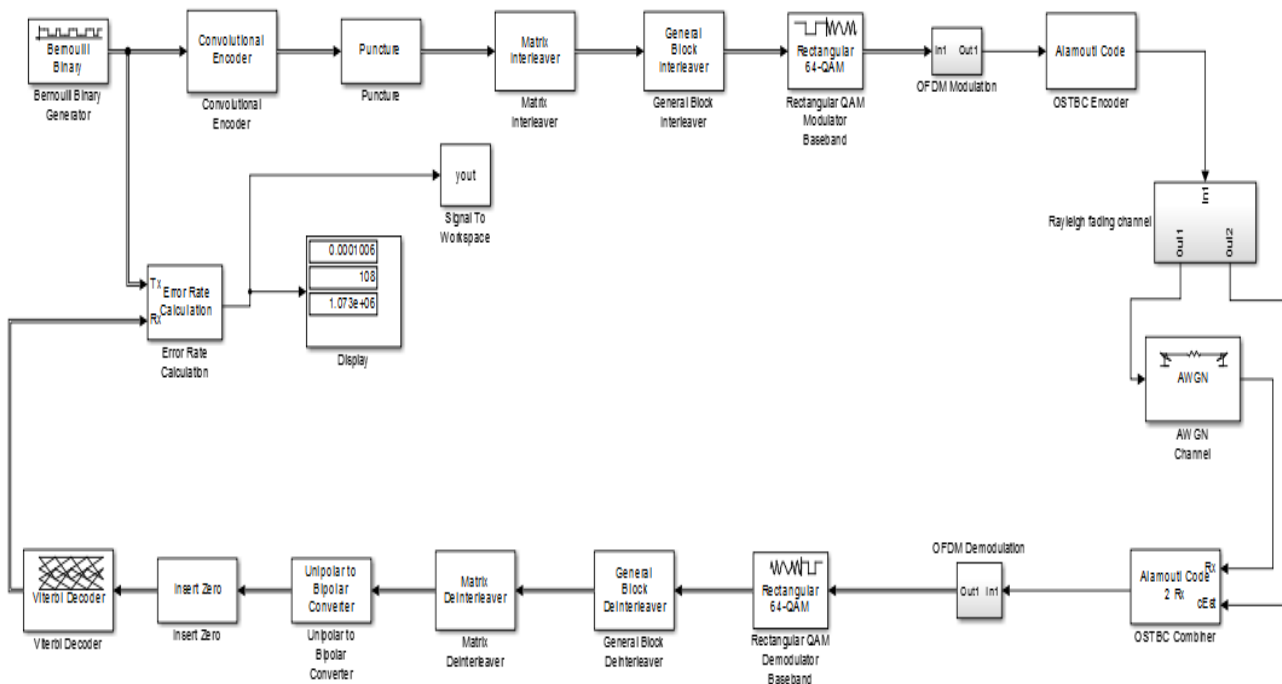 Bernoulli
Binary
Bernoulli Binary
Generator
Convolutional
Encoder
Convolutional
Encoder
Puncture
Puncture
Matrix
Interleaver
Matrix
Interleaver
General
Block
Interleaver
General Block
Interleaver
Rectangular
64-QAM
Rectangular QAM
Modulator
Baseband
In1 Out1
OFDM Modulation
Alamouti Code
OSTBC Encoder
yout
Signal To
Workspace
Rayleigh fading channel
In1
Out1
Out2
Tx
Rx
Error Rate
Calculation
Error Rate
Calculation
0.0001006
108
1.073e+06
Display
AWGN
AWGN
Channel
Viterbi Decoder
Viterbi Decoder
Insert Zero
Insert Zero
Unipolar to
Bipolar
Converter
Unipolar to
Bipolar
Converter
Matrix
Deinterleaver
Matrix
Deinterleaver
General
Block
Deinterleaver
General Block
Deinterleaver
Rectangular
64-QAM
Rectangular QAM
Demodulator
Baseband
OFDM Demodulation
Out1 In1
Rx
Alamouti Code
2 Rx
cEst
OSTBC Combiner